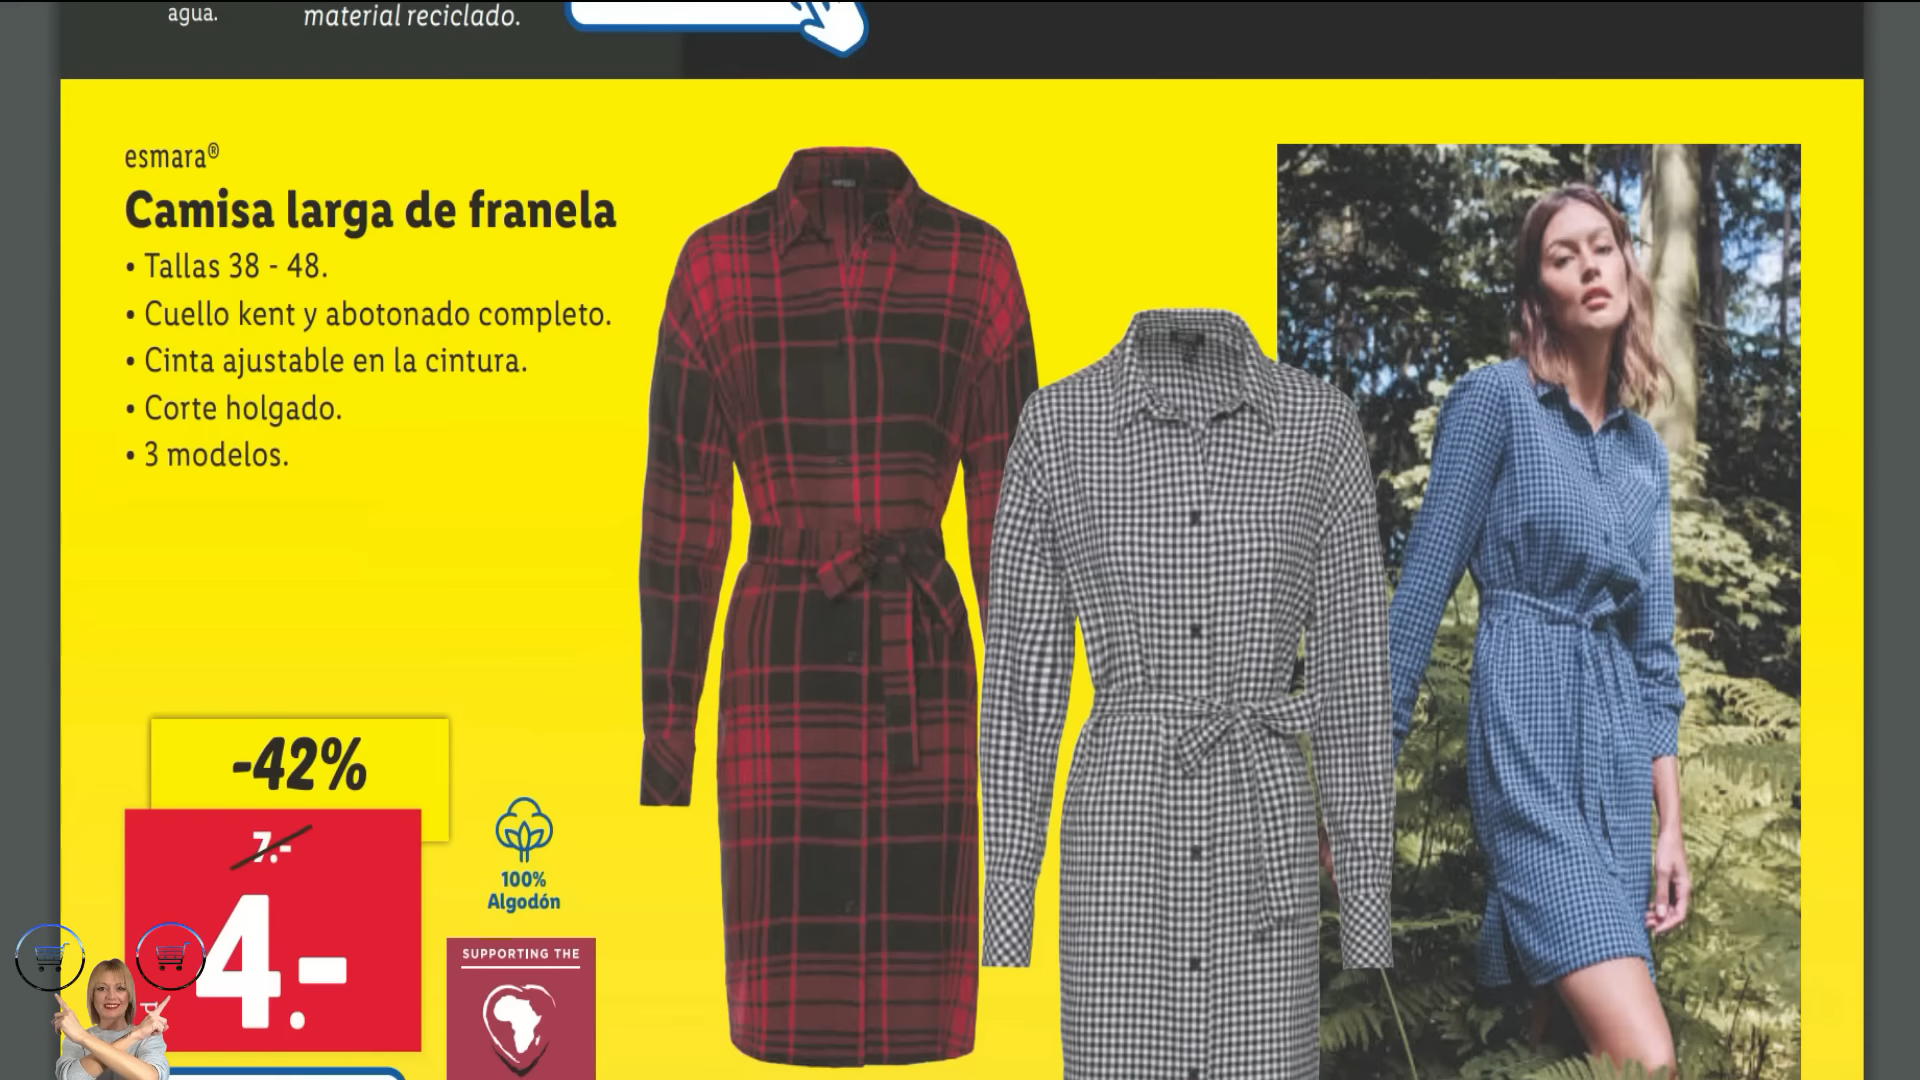 agua.
material reciclado.
esmara®
Camisa larga de franela
• Tallas 38 - 48.
• Cuello kent y abotonado completo.
• Cinta ajustable en la cintura.
• Corte holgado.
• 3 modelos.
-42%
7.-
4.-
100%
Algodón
SUPPORTING THE